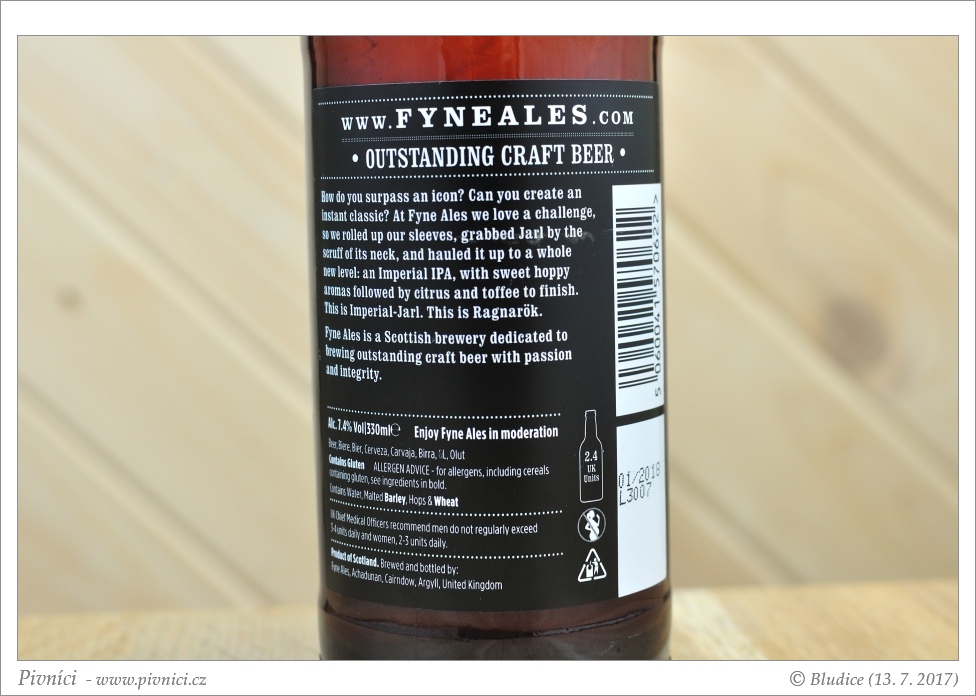 www.FYNEALES.COM
• OUTSTANDING CRAFT BEER •
How do you surpass an icon? Can you create an
instant classic? At Fyne Ales we love a challenge,
so we rolled up our sleeves, grabbed Jarl by the
scruff of its neck, and hauled it up to a whole
new level: an Imperial IPA, with sweet hoppy
aromas followed by citrus and toffee to finish.
This is Imperial-Jarl. This is Ragnarök.
Fyne Ales is a Scottish brewery dedicated to
brewing outstanding craft beer with passion
and integrity.
Alc. 7.4% Vol|330ml℮ Enjoy Fyne Ales in moderation
Beer, Biere, Bier, Cerveza, Carvaja, Birra, ØL, Olut
Contains Gluten ALLERGEN ADVICE - for allergens, including cereals
containing gluten, see ingredients in bold.
Contains Water, Malted Barley, Hops & Wheat
UK Chief Medical Officers recommend men do not regularly exceed
3-4 units daily and women, 2-3 units daily.
Product of Scotland. Brewed and bottled by:
Fyne Ales, Achadunan, Cairndow, Argyll, United Kingdom
2.4
UK
Units
5 060041 570622 >
01/2018
L3007
Pivníci - www.pivnici.cz
© Bludice (13. 7. 2017)